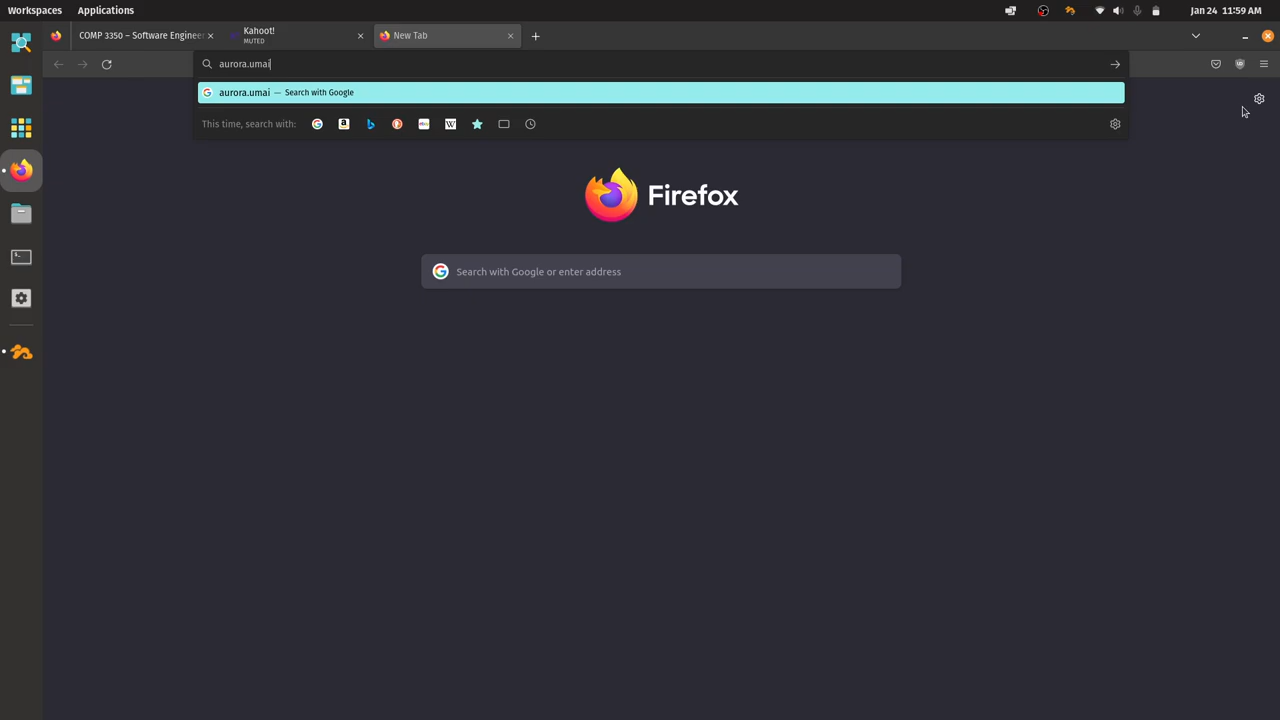 Workspaces Applications Jan 24 11:59 AM
COMP 3350 – Software Engineer
Kahoot!
MUTED
New Tab
aurora.umai
aurora.umai — Search with Google
This time, search with:
Firefox
Search with Google or enter address